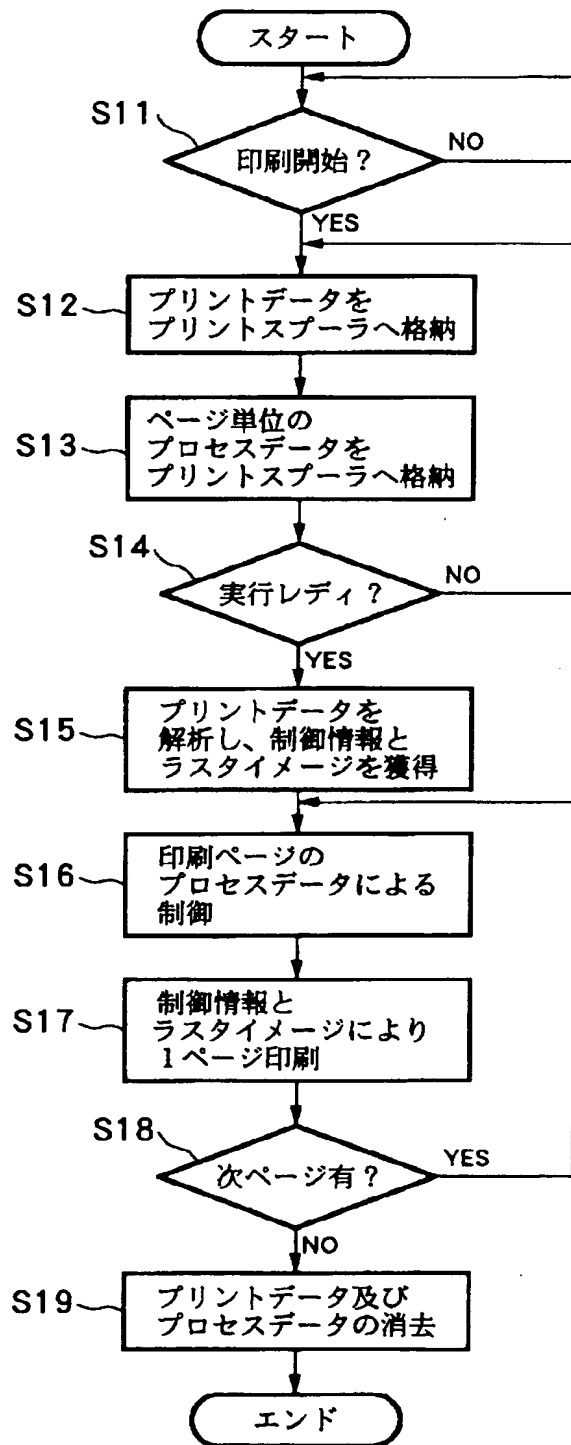 スタート
S11
印刷開始？
NO
YES
S12
プリントデータを
プリントスプーラへ格納
S13
ページ単位の
プロセスデータを
プリントスプーラへ格納
S14
実行レディ？
NO
YES
S15
プリントデータを
解析し、制御情報と
ラスタイメージを獲得
S16
印刷ページの
プロセスデータによる
制御
S17
制御情報と
ラスタイメージにより
１ページ印刷
S18
次ページ有？
YES
NO
S19
プリントデータ及び
プロセスデータの消去
エンド